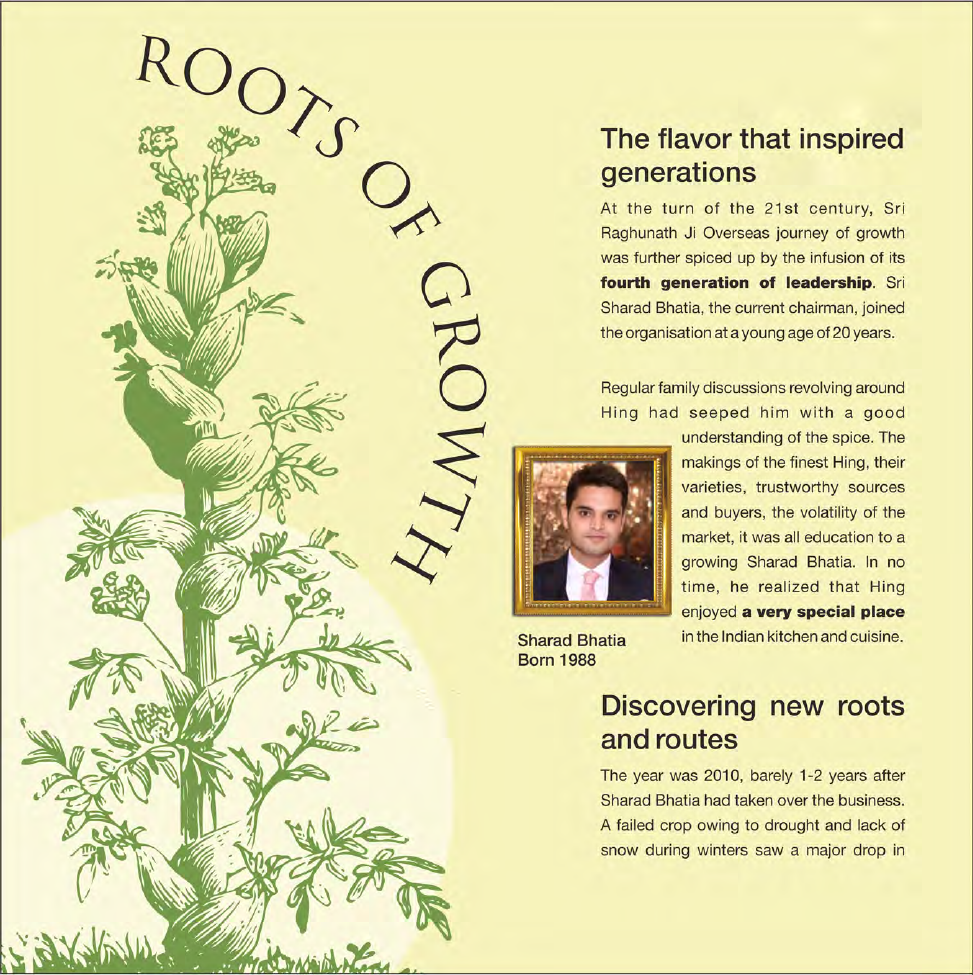 ROOTS OF GROWTH
The flavor that inspired
generations
At the turn of the 21st century, Sri
Raghunath Ji Overseas journey of growth
was further spiced up by the infusion of its
fourth generation of leadership. Sri
Sharad Bhatia, the current chairman, joined
the organisation at a young age of 20 years.
Regular family discussions revolving around
Hing had seeped him with a good
understanding of the spice. The
makings of the finest Hing, their
varieties, trustworthy sources
and buyers, the volatility of the
market, it was all education to a
growing Sharad Bhatia. In no
time, he realized that Hing
enjoyed a very special place
in the Indian kitchen and cuisine.
Sharad Bhatia
Born 1988
Discovering new roots
and routes
The year was 2010, barely 1-2 years after
Sharad Bhatia had taken over the business.
A failed crop owing to drought and lack of
snow during winters saw a major drop in